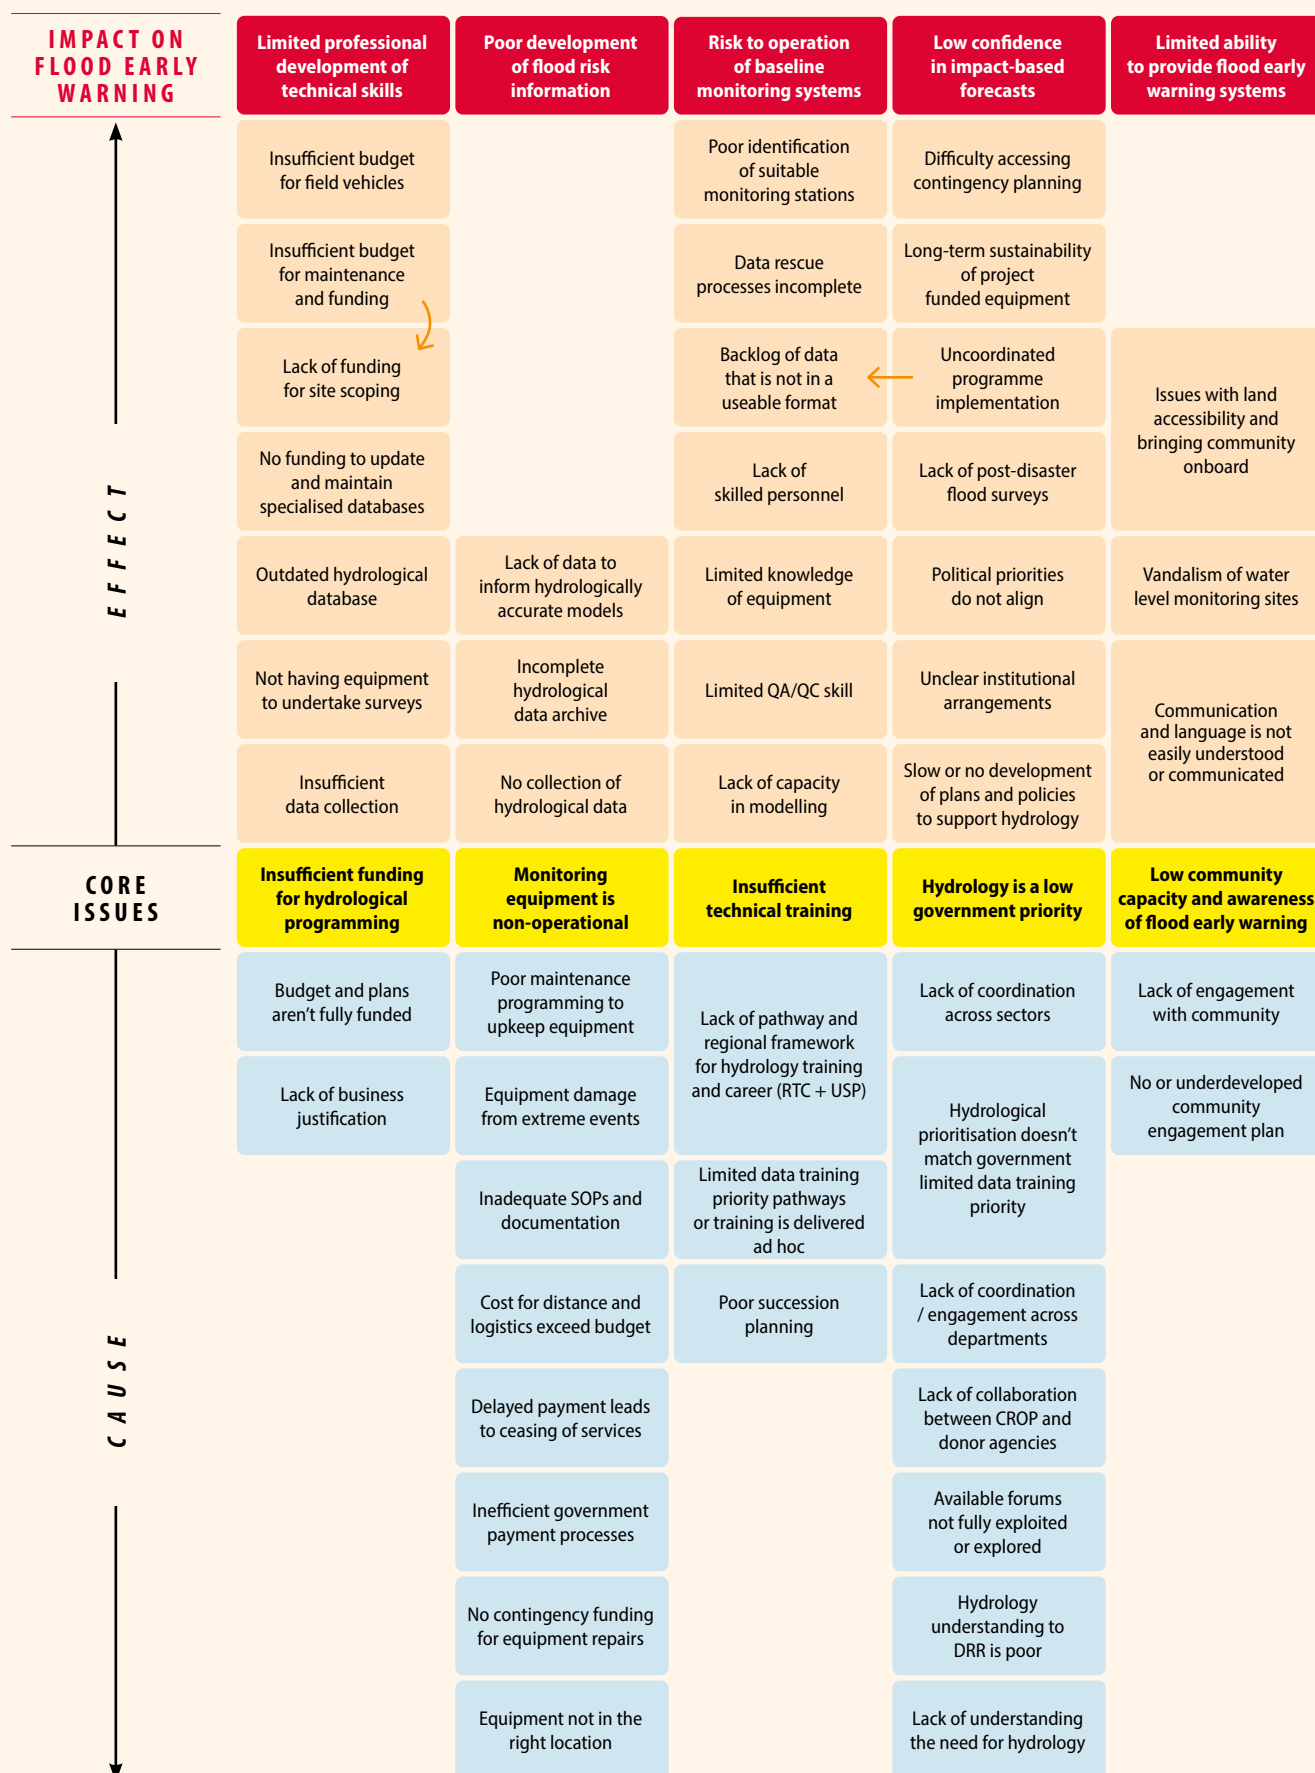 IMPACT ON
FLOOD EARLY
WARNING
Limited professional
development of
technical skills
Poor development
of flood risk
information
Risk to operation
of baseline
monitoring systems
Low confidence
in impact-based
forecasts
Limited ability
to provide flood early
warning systems
EFFECT
Insufficient budget
for field vehicles
Insufficient budget
for maintenance
and funding
Lack of funding
for site scoping
No funding to update
and maintain
specialised databases
Outdated hydrological
database
Not having equipment
to undertake surveys
Insufficient
data collection
Lack of data to
inform hydrologically
accurate models
Incomplete
hydrological
data archive
No collection of
hydrological data
Poor identification
of suitable
monitoring stations
Data rescue
processes incomplete
Backlog of data
that is not in a
useable format
Lack of
skilled personnel
Limited knowledge
of equipment
Limited QA/QC skill
Lack of capacity
in modelling
Difficulty accessing
contingency planning
Long-term sustainability
of project
funded equipment
Uncoordinated
programme
implementation
Lack of post-disaster
flood surveys
Political priorities
do not align
Unclear institutional
arrangements
Slow or no development
of plans and policies
to support hydrology
Issues with land
accessibility and
bringing community
onboard
Vandalism of water
level monitoring sites
Communication
and language is not
easily understood
or communicated
CORE
ISSUES
Insufficient funding
for hydrological
programming
Monitoring
equipment is
non-operational
Insufficient
technical training
Hydrology is a low
government priority
Low community
capacity and awareness
of flood early warning
CAUSE
Budget and plans
aren't fully funded
Lack of business
justification
Poor maintenance
programming to
upkeep equipment
Equipment damage
from extreme events
Inadequate SOPs and
documentation
Cost for distance and
logistics exceed budget
Delayed payment leads
to ceasing of services
Inefficient government
payment processes
No contingency funding
for equipment repairs
Equipment not in the
right location
Lack of pathway and
regional framework
for hydrology training
and career (RTC + USP)
Limited data training
priority pathways
or training is delivered
ad hoc
Poor succession
planning
Lack of coordination
across sectors
Hydrological
prioritisation doesn't
match government
limited data training
priority
Lack of coordination
/ engagement across
departments
Lack of collaboration
between CROP and
donor agencies
Available forums
not fully exploited
or explored
Hydrology
understanding to
DRR is poor
Lack of understanding
the need for hydrology
Lack of engagement
with community
No or underdeveloped
community
engagement plan